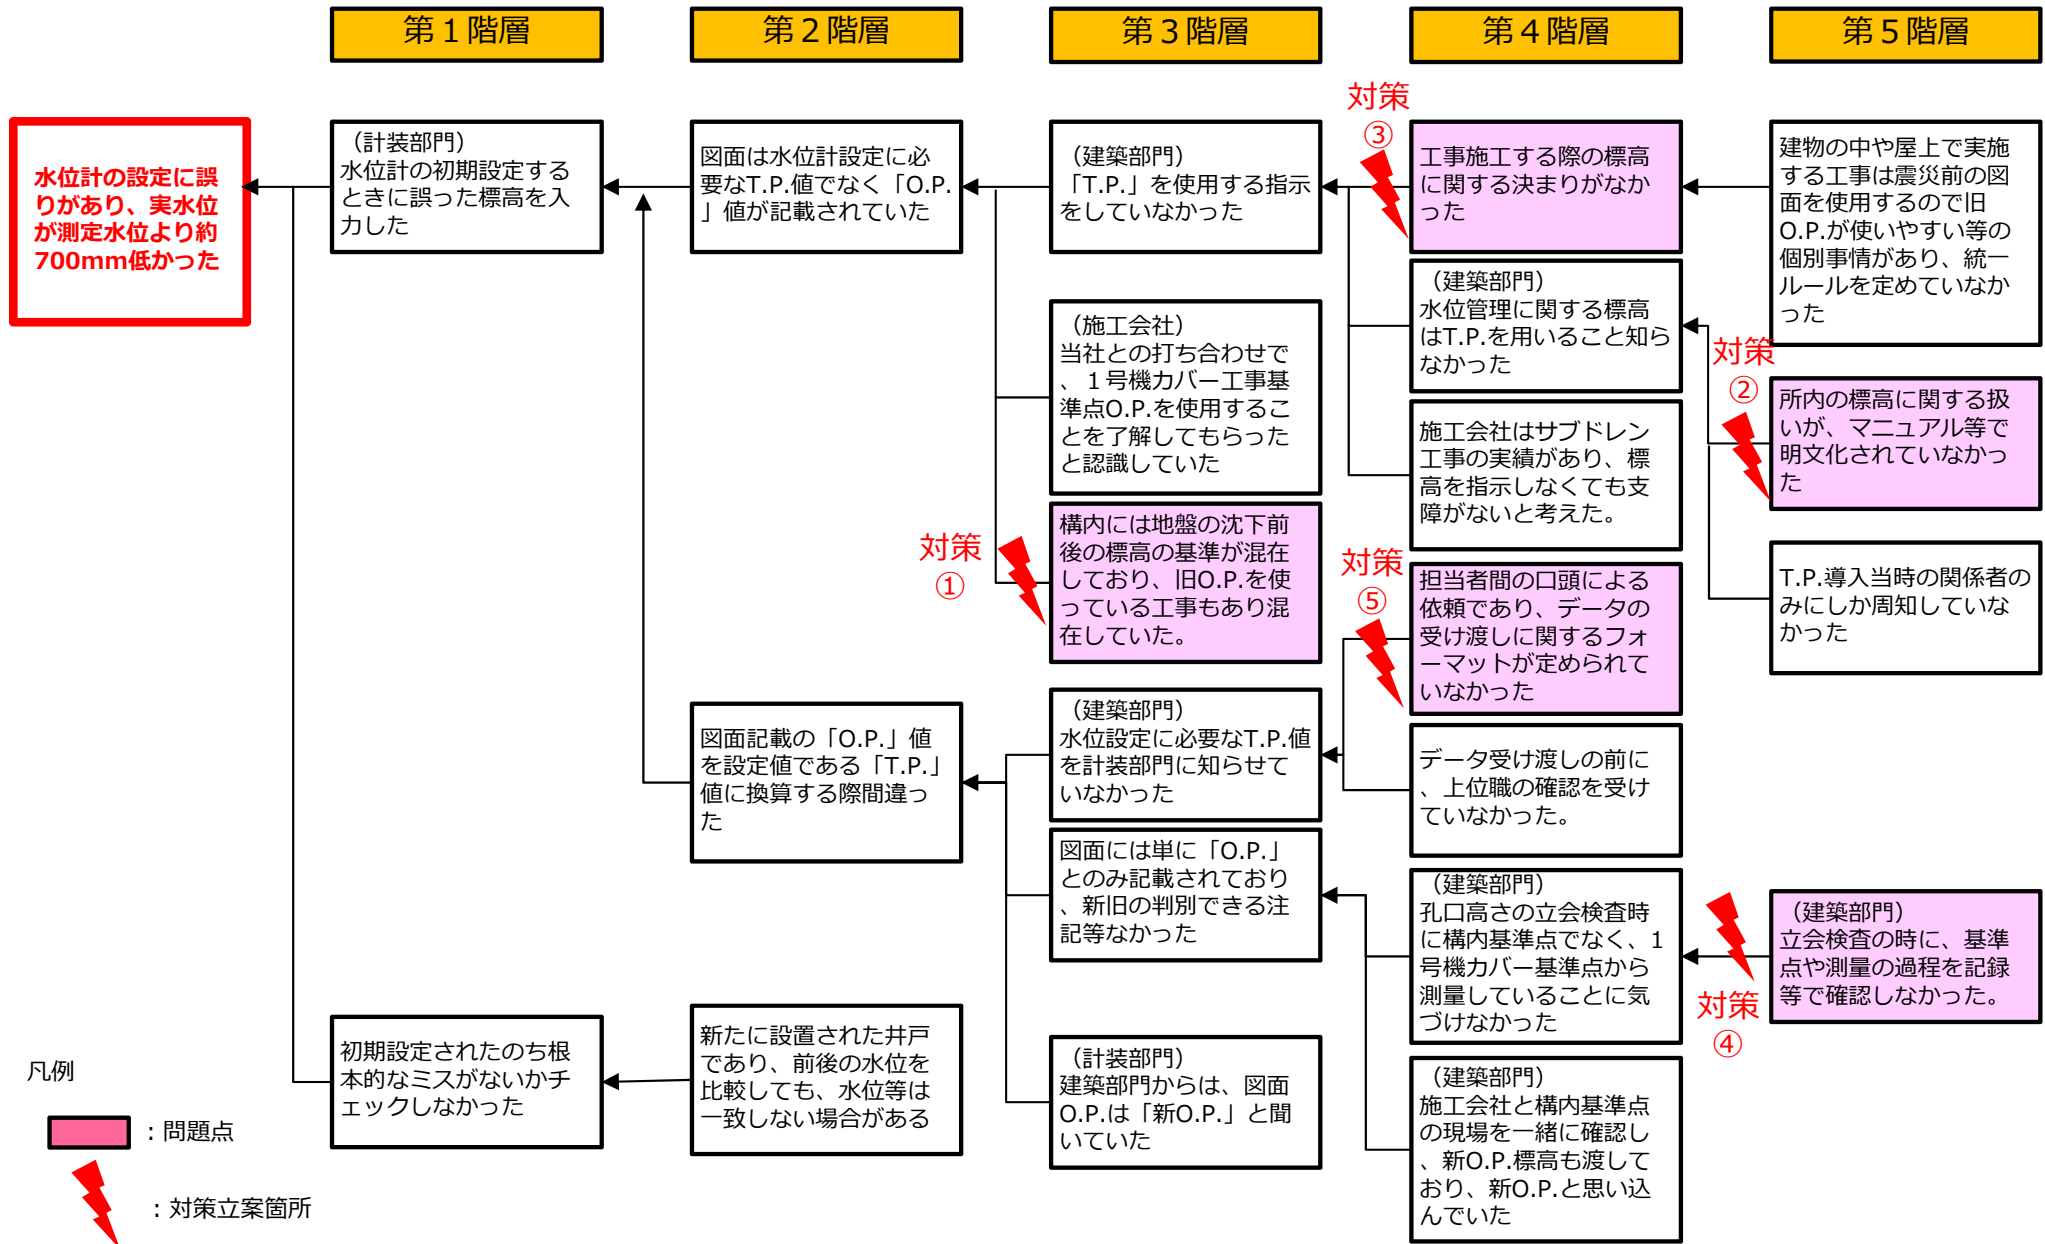 第１階層
第２階層
第３階層
第４階層
第５階層
水位計の設定に誤
りがあり、実水位
が測定水位より約
700mm低かった
（計装部門）
水位計の初期設定する
ときに誤った標高を入
力した
初期設定されたのち根
本的なミスがないかチ
ェックしなかった
図面は水位計設定に必
要なT.P.値でなく「O.P.
」値が記載されていた
図面記載の「O.P.」値
を設定値である「T.P.」
値に換算する際間違っ
た
新たに設置された井戸
であり、前後の水位を
比較しても、水位等は
一致しない場合がある
（建築部門）
「T.P.」を使用する指示
をしていなかった
（施工会社）
当社との打ち合わせで
、１号機カバー工事基
準点O.P.を使用するこ
とを了解してもらった
と認識していた
対策
①
構内には地盤の沈下前
後の標高の基準が混在
しており、旧O.P.を使
っている工事もあり混
在していた。
（建築部門）
水位設定に必要なT.P.値
を計装部門に知らせて
いなかった
図面には単に「O.P.」
とのみ記載されており
、新旧の判別できる注
記等なかった
（計装部門）
建築部門からは、図面
O.P.は「新O.P.」と聞
いていた
対策
③
工事施工する際の標高
に関する決まりがなか
った
（建築部門）
水位管理に関する標高
はT.P.を用いること知ら
なかった
施工会社はサブドレン
工事の実績があり、標
高を指示しなくても支
障がないと考えた。
対策
⑤
担当者間の口頭による
依頼であり、データの
受け渡しに関するフォ
ーマットが定められて
いなかった
データ受け渡しの前に
、上位職の確認を受け
ていなかった。
（建築部門）
孔口高さの立会検査時
に構内基準点でなく、1
号機カバー基準点から
測量していることに気
づけなかった
（建築部門）
施工会社と構内基準点
の現場を一緒に確認し
、新O.P.標高も渡して
おり、新O.P.と思い込
んでいた
建物の中や屋上で実施
する工事は震災前の図
面を使用するので旧
O.P.が使いやすい等の
個別事情があり、統一
ルールを定めていなか
った
対策
②
所内の標高に関する扱
いが、マニュアル等で
明文化されていなかっ
た
T.P.導入当時の関係者の
みにしか周知していな
かった
対策
④
（建築部門）
立会検査の時に、基準
点や測量の過程を記録
等で確認しなかった。
凡例
：問題点
：対策立案箇所